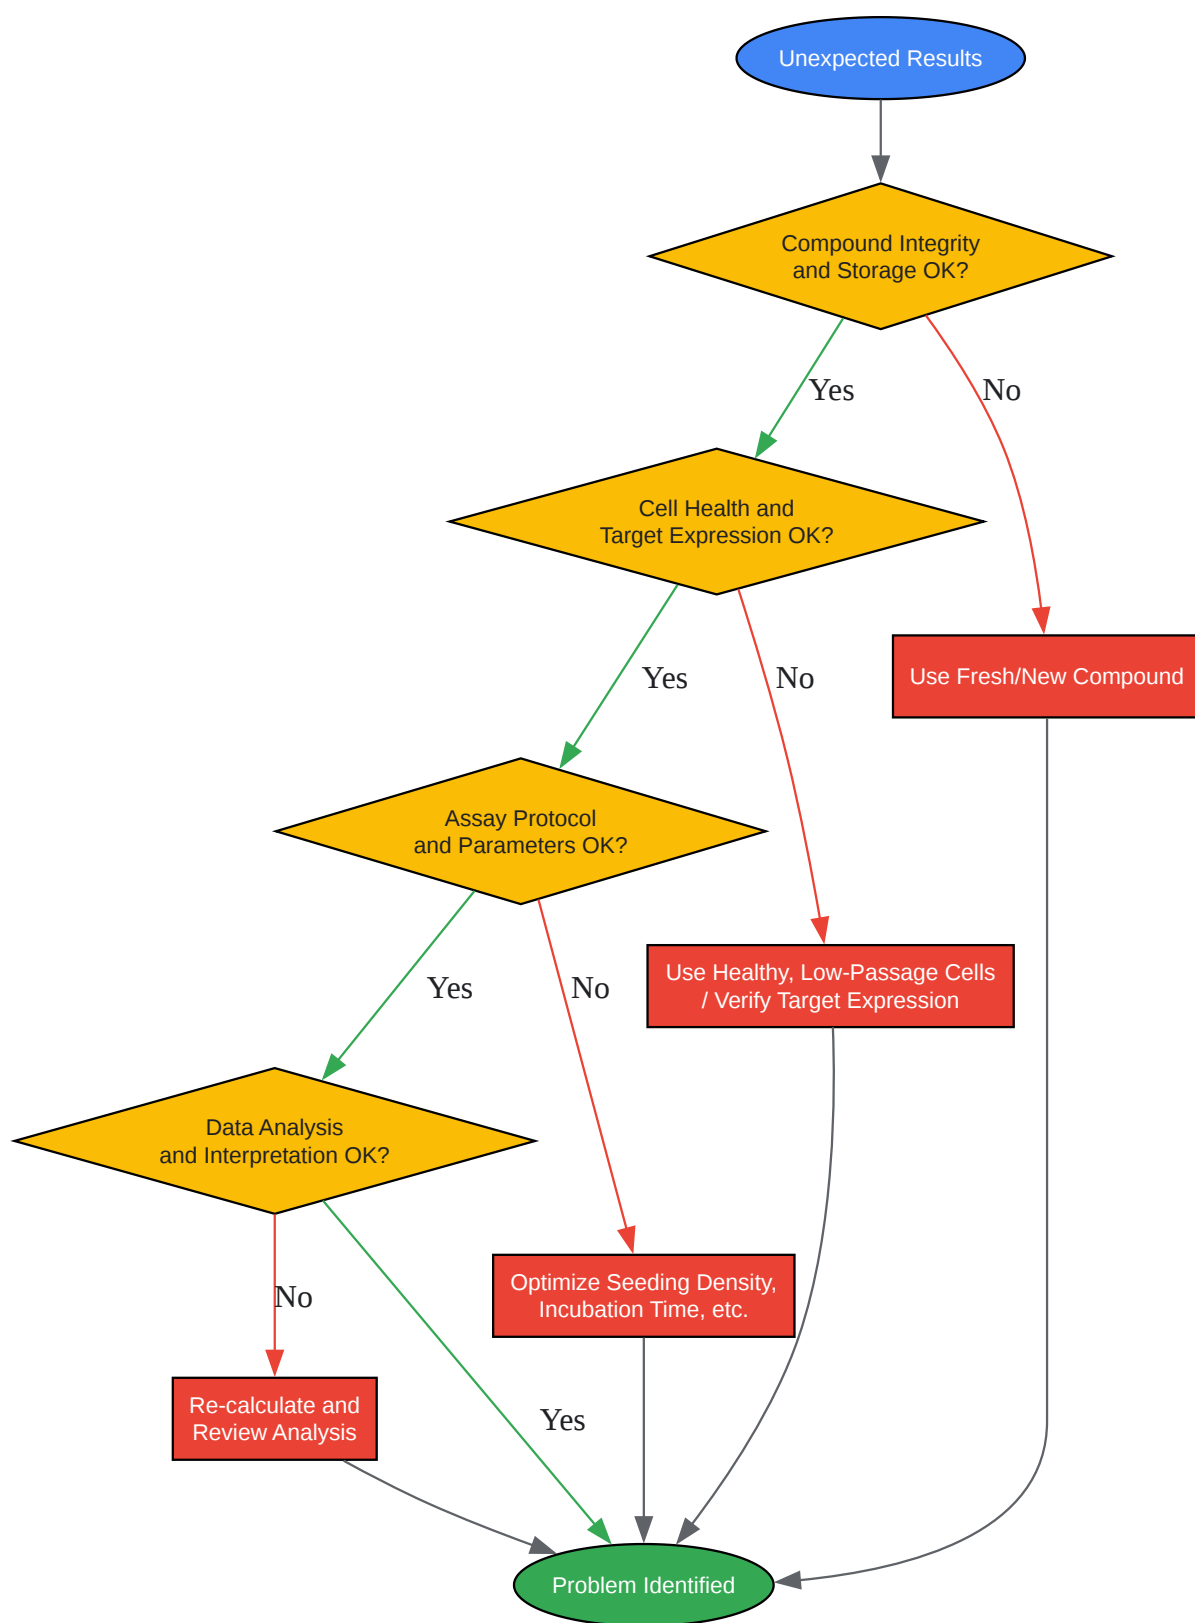 Unexpected Results
Compound Integrity
and Storage OK?
Yes
No
Cell Health and
Target Expression OK?
Yes
No
Use Fresh/New Compound
Assay Protocol
and Parameters OK?
Yes
No
Use Healthy, Low-Passage Cells
/ Verify Target Expression
Data Analysis
and Interpretation OK?
No
Yes
Optimize Seeding Density,
Incubation Time, etc.
Re-calculate and
Review Analysis
Problem Identified